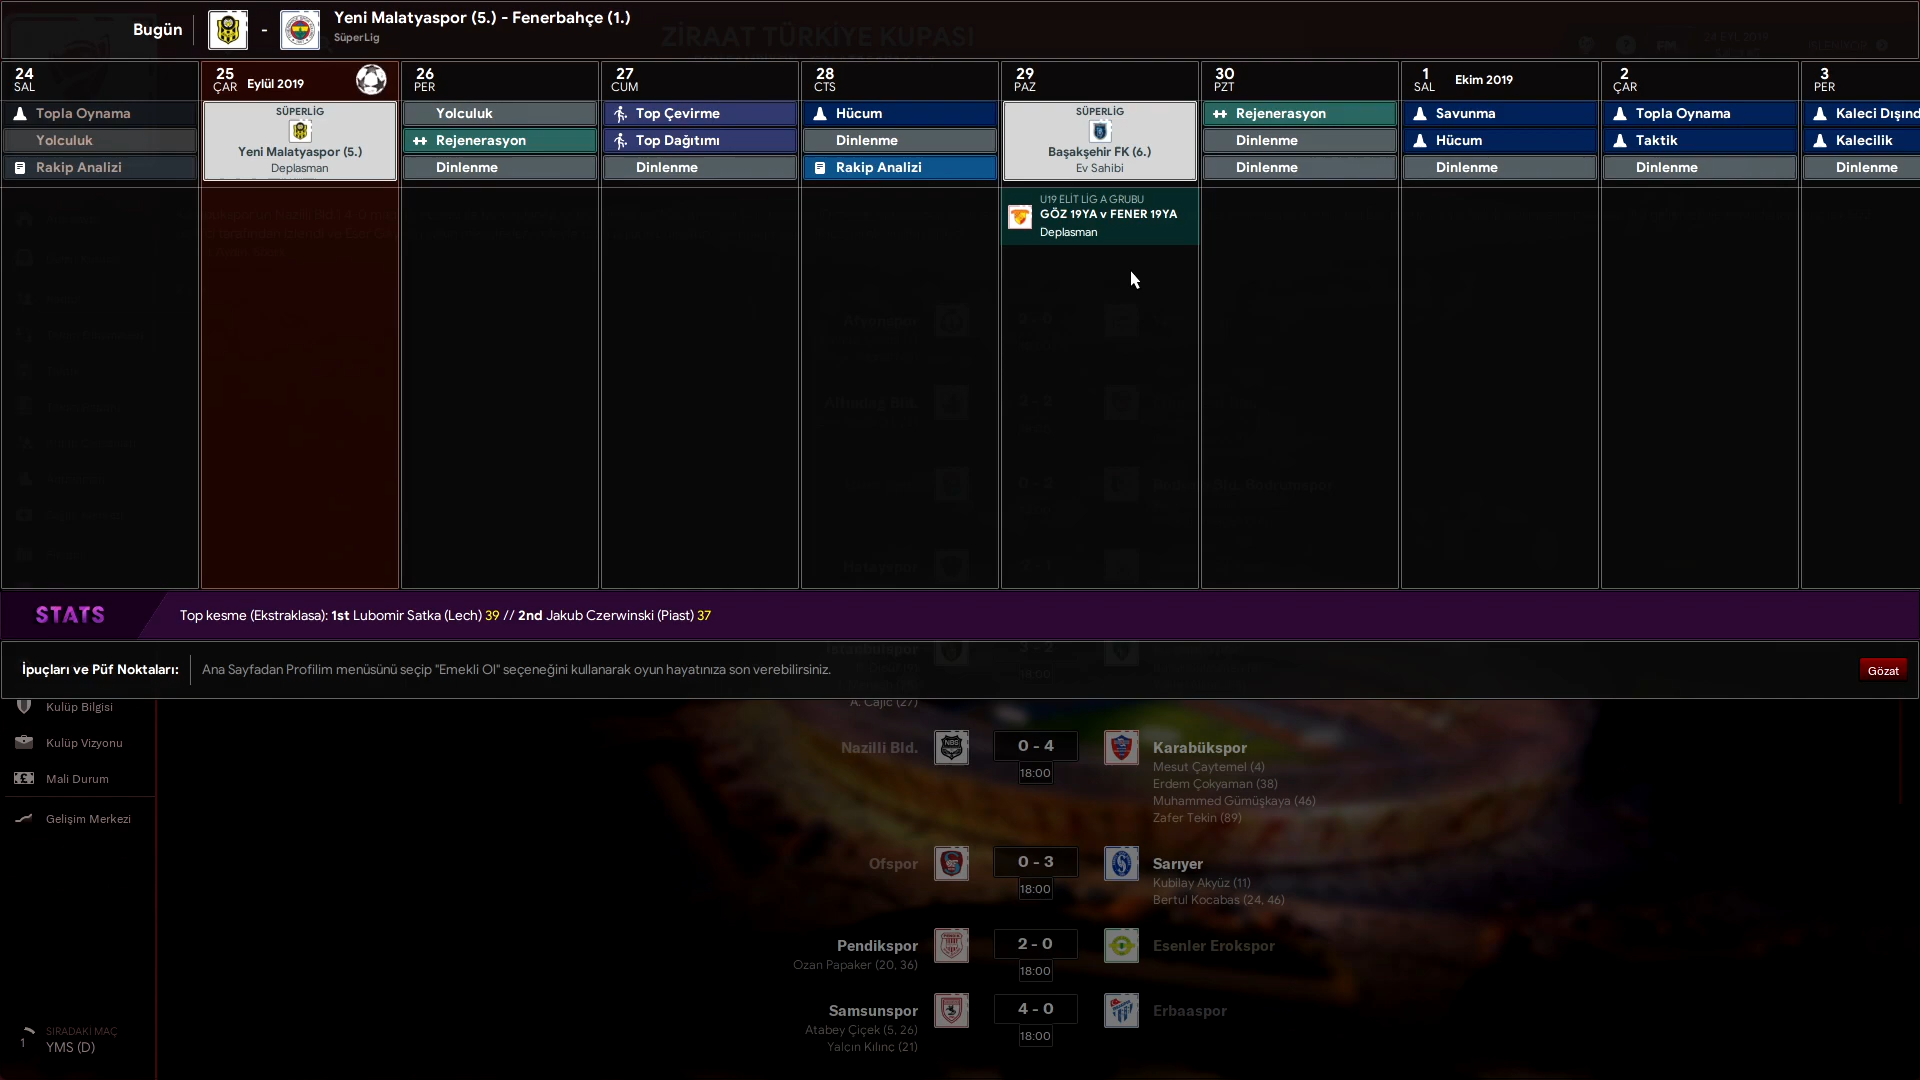 Bugün
Yeni Malatyaspor (5.) - Fenerbahçe (1.)
SüperLig
ZİRAAT TÜRKİYE KUPASI
24
SAL
25
ÇAR
Eylül 2019
26
PER
27
CUM
28
CTS
29
PAZ
30
PZT
1
SAL
Ekim 2019
2
ÇAR
3
PER
Topla Oynama
Yolculuk
Rakip Analizi
SÜPERLİG
Yeni Malatyaspor (5.)
Deplasman
Yolculuk
Rejenerasyon
Dinlenme
Top Çevirme
Top Dağıtımı
Dinlenme
Hücum
Dinlenme
Rakip Analizi
SÜPERLİG
Başakşehir FK (6.)
Ev Sahibi
Rejenerasyon
Dinlenme
Dinlenme
Savunma
Hücum
Dinlenme
Topla Oynama
Taktik
Dinlenme
Kaleci Dışınd
Kalecilik
Dinlenme
U19 ELİT LİG A GRUBU
GÖZ 19YA v FENER 19YA
Deplasman
STATS
Top kesme (Ekstraklasa): 1st Lubomir Satka (Lech) 39 // 2nd Jakub Czerwinski (Piast) 37
İpuçları ve Püf Noktaları:
Ana Sayfadan Profilim menüsünü seçip "Emekli Ol" seçeneğini kullanarak oyun hayatınıza son verebilirsiniz.
Gözat
A. Cajic (27)
Kulüp Bilgisi
Kulüp Vizyonu
Mali Durum
Gelişim Merkezi
Nazilli Bld.
0 - 4
18:00
Karabükspor
Mesut Çaytemel (4)
Erdem Çokyaman (38)
Muhammed Gümüşkaya (46)
Zafer Tekin (89)
Ofspor
0 - 3
18:00
Sarıyer
Kubilay Akyüz (11)
Bertul Kocabas (24, 46)
Pendikspor
Ozan Papaker (20, 36)
2 - 0
18:00
Esenler Erokspor
Samsunspor
Atabey Çiçek (5, 26)
Yalçın Kılınç (21)
4 - 0
18:00
Erbaaspor
1
SIRADAKİ MAÇ
YMS (D)